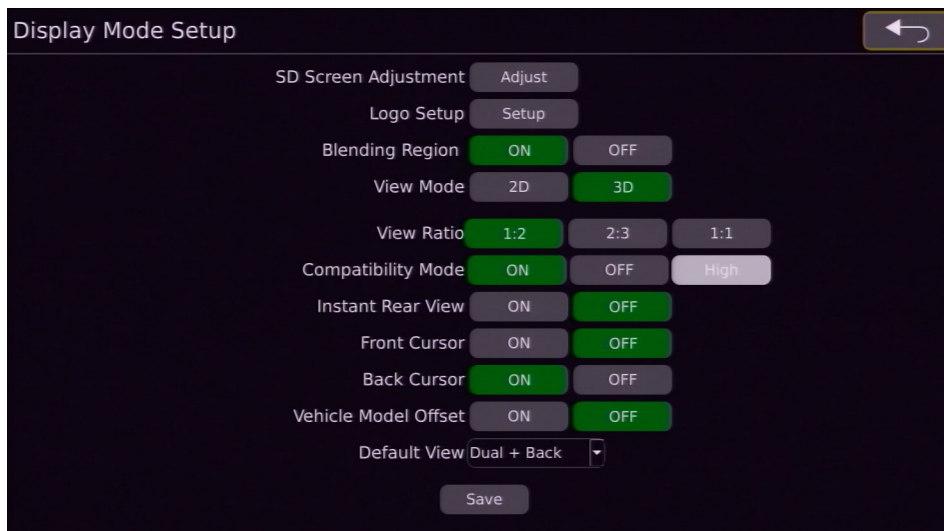 Display Mode Setup
SD Screen Adjustment Adjust
Logo Setup Setup
Blending Region ON OFF
View Mode 2D 3D
View Ratio 1:2 2:3 1:1
Compatibility Mode ON OFF High
Instant Rear View ON OFF
Front Cursor ON OFF
Back Cursor ON OFF
Vehicle Model Offset ON OFF
Default View Dual + Back
Save